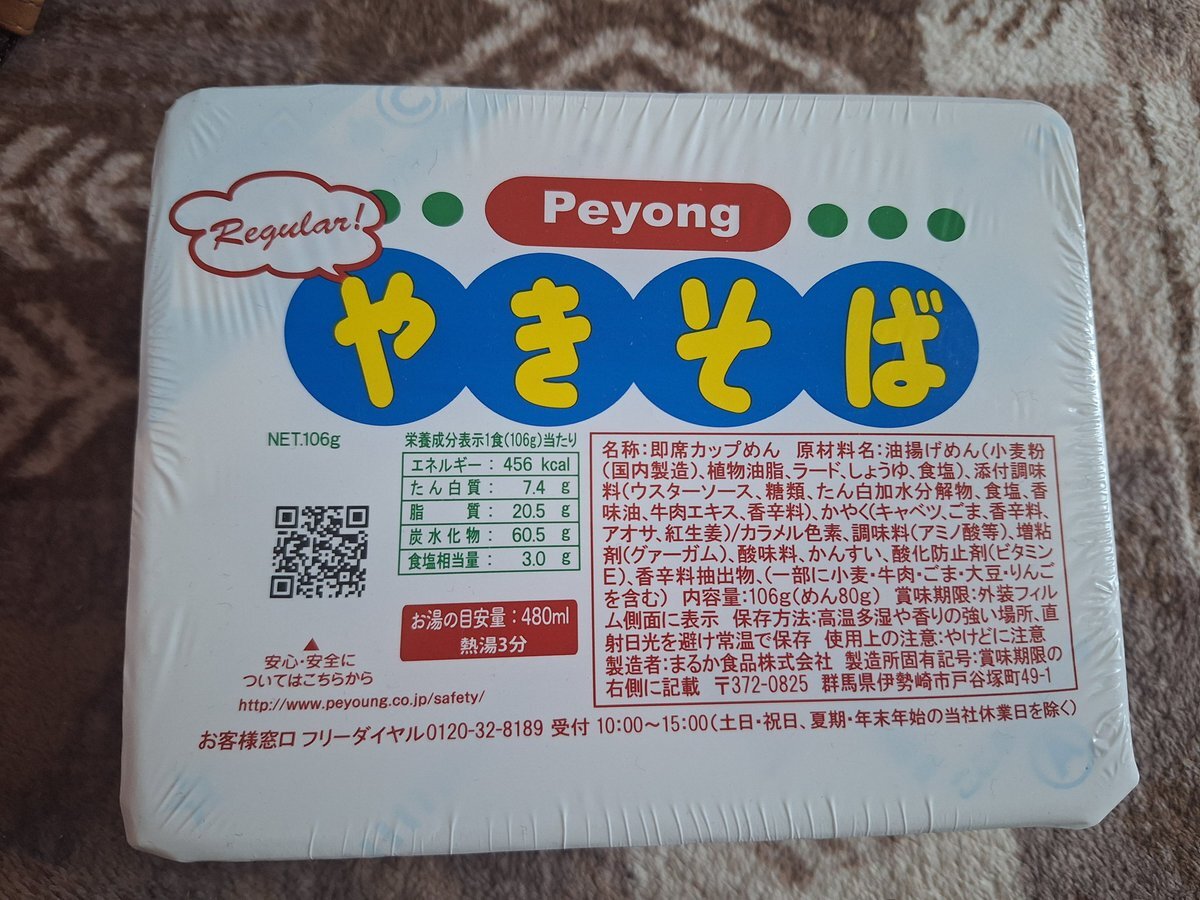 Regular!
Peyong
やきそば
NET.106g
栄養成分表示1食(106g)当たり
エネルギー: 456 kcal
たん白質: 7.4 g
脂質: 20.5 g
炭水化物: 60.5 g
食塩相当量: 3.0 g
お湯の目安量:480ml
熱湯3分
▲
安心・安全に
ついてはこちらから
http://www.peyoung.co.jp/safety/
名称:即席カップめん 原材料名:油揚げめん(小麦粉
(国内製造)、植物油脂、ラード、しょうゆ、食塩)、添付調味
料(ウスターソース、糖類、たん白加水分解物、食塩、香
味油、牛肉エキス、香辛料)、かやく(キャベツ、ごま、香辛料、
アオサ、紅生姜)/カラメル色素、調味料(アミノ酸等)、増粘
剤(グァーガム)、酸味料、かんすい、酸化防止剤(ビタミン
E)、香辛料抽出物、(一部に小麦・牛肉・ごま・大豆・りんご
を含む) 内容量:106g(めん80g) 賞味期限:外装フィル
ム側面に表示 保存方法:高温多湿や香りの強い場所、直
射日光を避け常温で保存 使用上の注意:やけどに注意
製造者:まるか食品株式会社 製造所固有記号:賞味期限の
右側に記載 〒372-0825 群馬県伊勢崎市戸谷塚町49-1
お客様窓口 フリーダイヤル0120-32-8189 受付 10:00～15:00(土日・祝日、夏期・年末年始の当社休業日を除く)